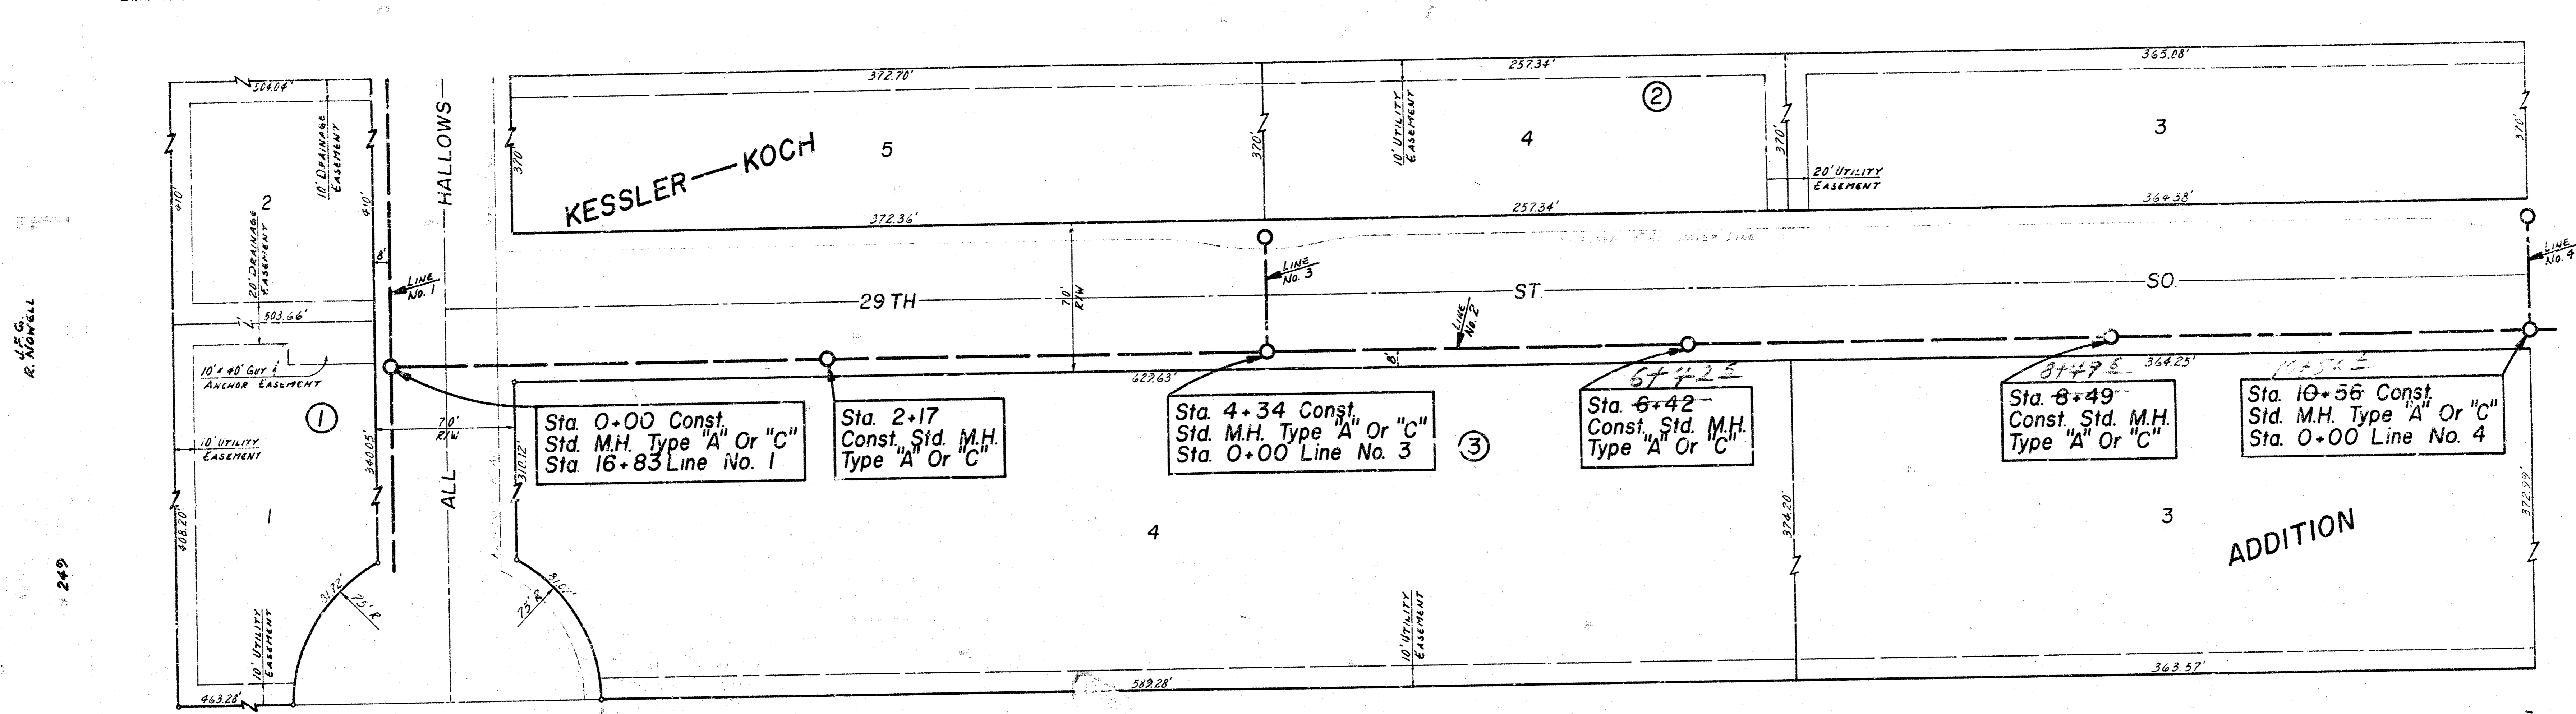 504.04'
372.70'
257.34'
365.08'
10' DRAINAGE
EASEMENT
410'
410'
2
20' DRAINAGE
EASEMENT
503.66'
8'
LINE
No. 1
HALLOWS
370'
5
KESSLER — KOCH
372.36'
370'
10' UTILITY
EASEMENT
4
2
257.34'
370'
20' UTILITY
EASEMENT
3
364.38'
370'
29TH
ST.
SO.
70'
R/W
LINE
No. 3
LINE
No. 2
8'
LINE
No. 4
R. NOWELL
249
10' x 40' GUY &
ANCHOR EASEMENT
1
10' UTILITY
EASEMENT
408.20'
1
340.05'
70'
R/W
310.12'
ALL
629.63'
364.25'
Sta. 0+00 Const.
Std. M.H. Type "A" Or "C"
Sta. 16+83 Line No. 1
Sta. 2+17
Const. Std. M.H.
Type "A" Or "C"
Sta. 4+34 Const.
Std. M.H. Type "A" Or "C"
Sta. 0+00 Line No. 3
3
6+425
Sta. 6+42
Const. Std. M.H.
Type "A" Or "C"
8+495
Sta. 8+49
Const. Std. M.H.
Type "A" Or "C"
Sta. 10+56 Const.
Std. M.H. Type "A" Or "C"
Sta. 0+00 Line No. 4
4
374.20'
3
372.99'
ADDITION
75' R
75' R
10' UTILITY
EASEMENT
10' UTILITY
EASEMENT
463.28'
589.28'
363.57'